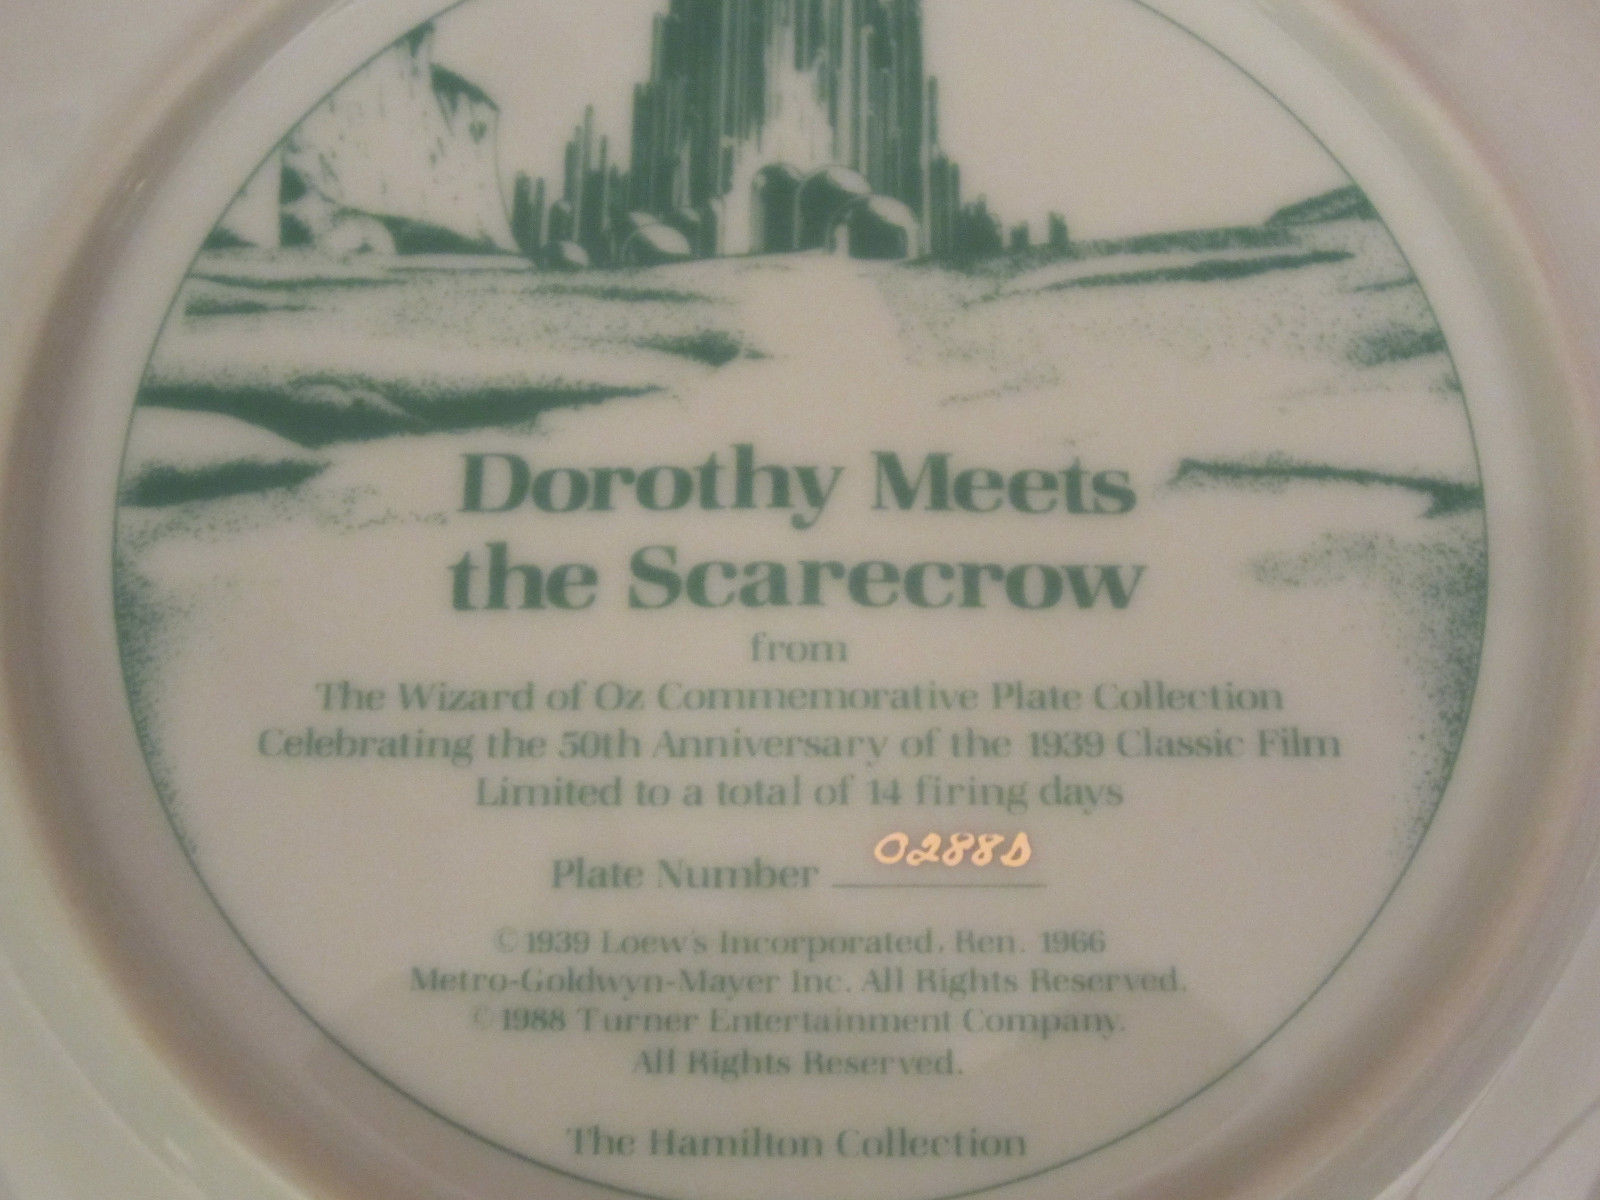 Dorothy Meets
the Scarecrow
from
The Wizard of Oz Commemorative Plate Collection
Celebrating the 50th Anniversary of the 1939 Classic Film
Limited to a total of 14 firing days
Plate Number 0288D
©1939 Loew's Incorporated, Ren. 1966
Metro-Goldwyn-Mayer Inc. All Rights Reserved.
©1988 Turner Entertainment Company.
All Rights Reserved.
The Hamilton Collection